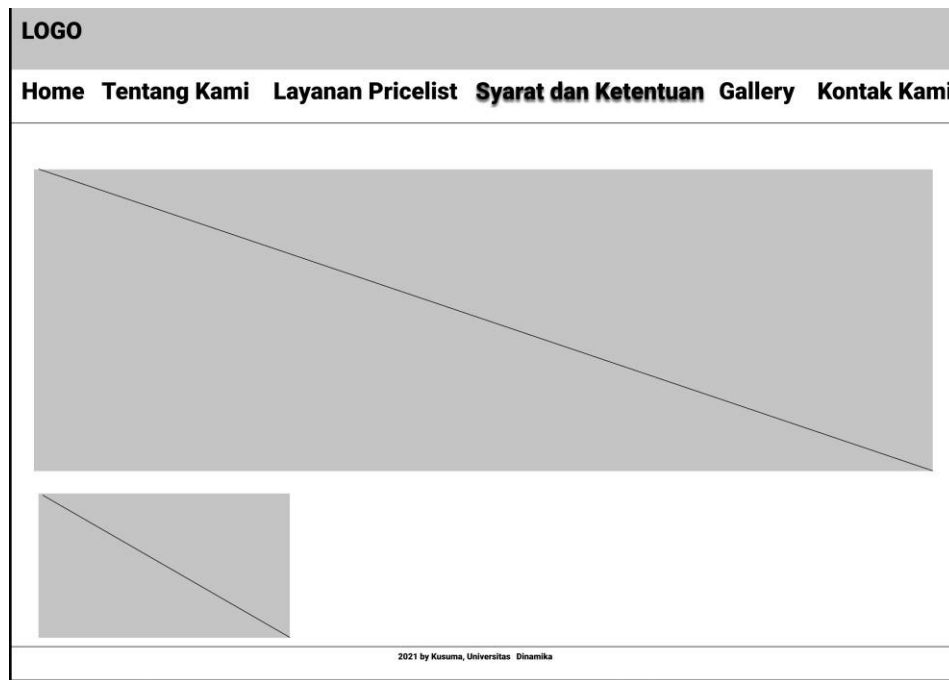 LOGO
Home Tentang Kami Layanan Pricelist Syarat dan Ketentuan Gallery Kontak Kami
2021 by Kusuma, Universitas Dinamika